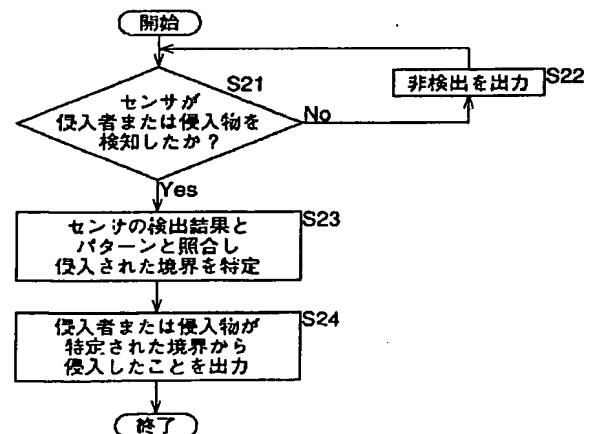 開始
S21
センサが
侵入者または侵入物を
検知したか？
No
非検出を出力
S22
Yes
センサの検出結果と
パターンと照合し
侵入された境界を特定
S23
侵入者または侵入物が
特定された境界から
侵入したことを出力
S24
終了